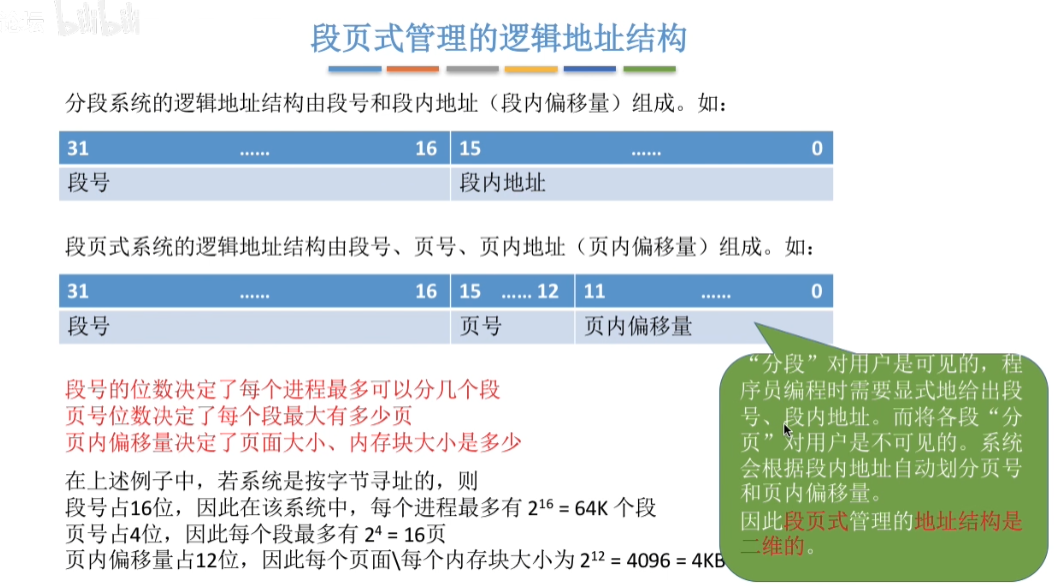 bilibili
段页式管理的逻辑地址结构
分段系统的逻辑地址结构由段号和段内地址（段内偏移量）组成。如：
31 …… 16 15 …… 0
段号 段内地址
段页式系统的逻辑地址结构由段号、页号、页内地址（页内偏移量）组成。如：
31 …… 16 15 …… 12 11 …… 0
段号 页号 页内偏移量
段号的位数决定了每个进程最多可以分几个段
页号位数决定了每个段最大有多少页
页内偏移量决定了页面大小、内存块大小是多少
在上述例子中，若系统是按字节寻址的，则
段号占16位，因此在该系统中，每个进程最多有 2¹⁶ = 64K 个段
页号占4位，因此每个段最多有 2⁴ = 16页
页内偏移量占12位，因此每个页面\每个内存块大小为 2¹² = 4096 = 4KB
“分段”对用户是可见的，程
序员编程时需要显式地给出段
号、段内地址。而将各段“分
页”对用户是不可见的。系统
会根据段内地址自动划分页号
和页内偏移量。
因此段页式管理的地址结构是
二维的。